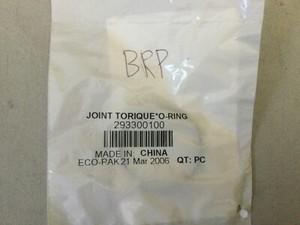 BRP
JOINT TORIQUE*O-RING
293300100
MADE IN: CHINA
ECO-PAK 21 Mar 2006 QT: PC